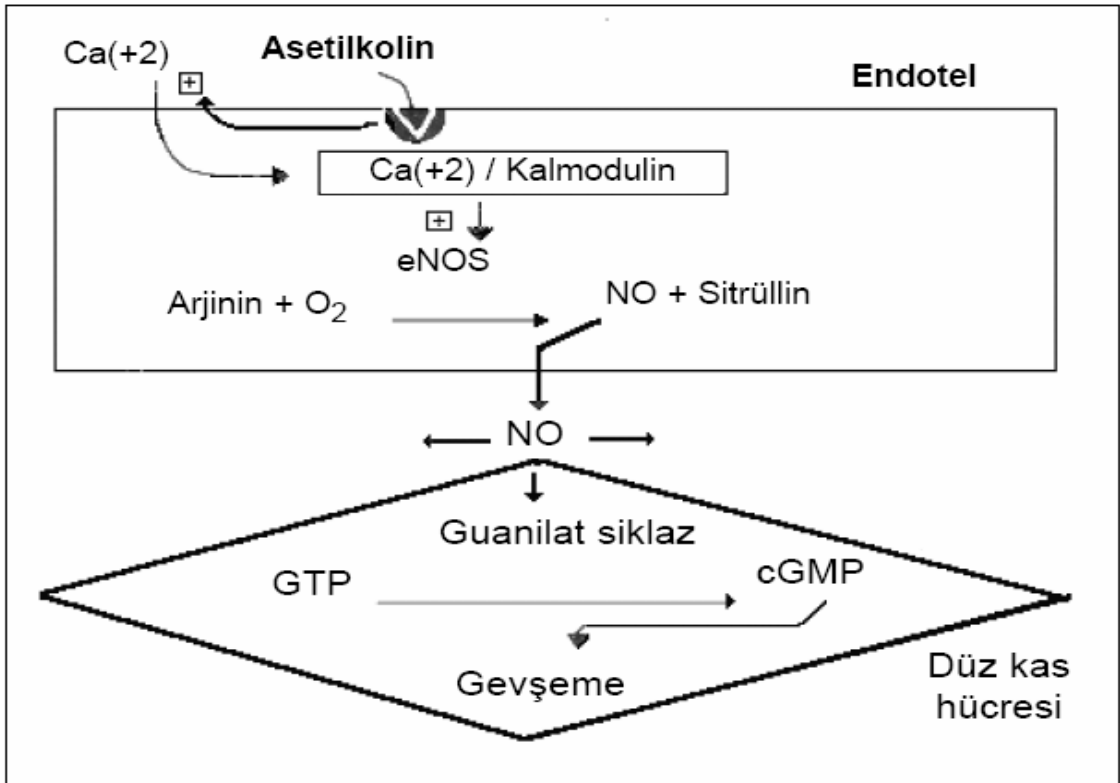 Ca(+2)
+
Asetilkolin
Endotel
Ca(+2) / Kalmodulin
+
eNOS
Arjinin + O2
NO + Sitrüllin
NO
Guanilat siklaz
GTP
cGMP
Gevşeme
Düz kas
hücresi